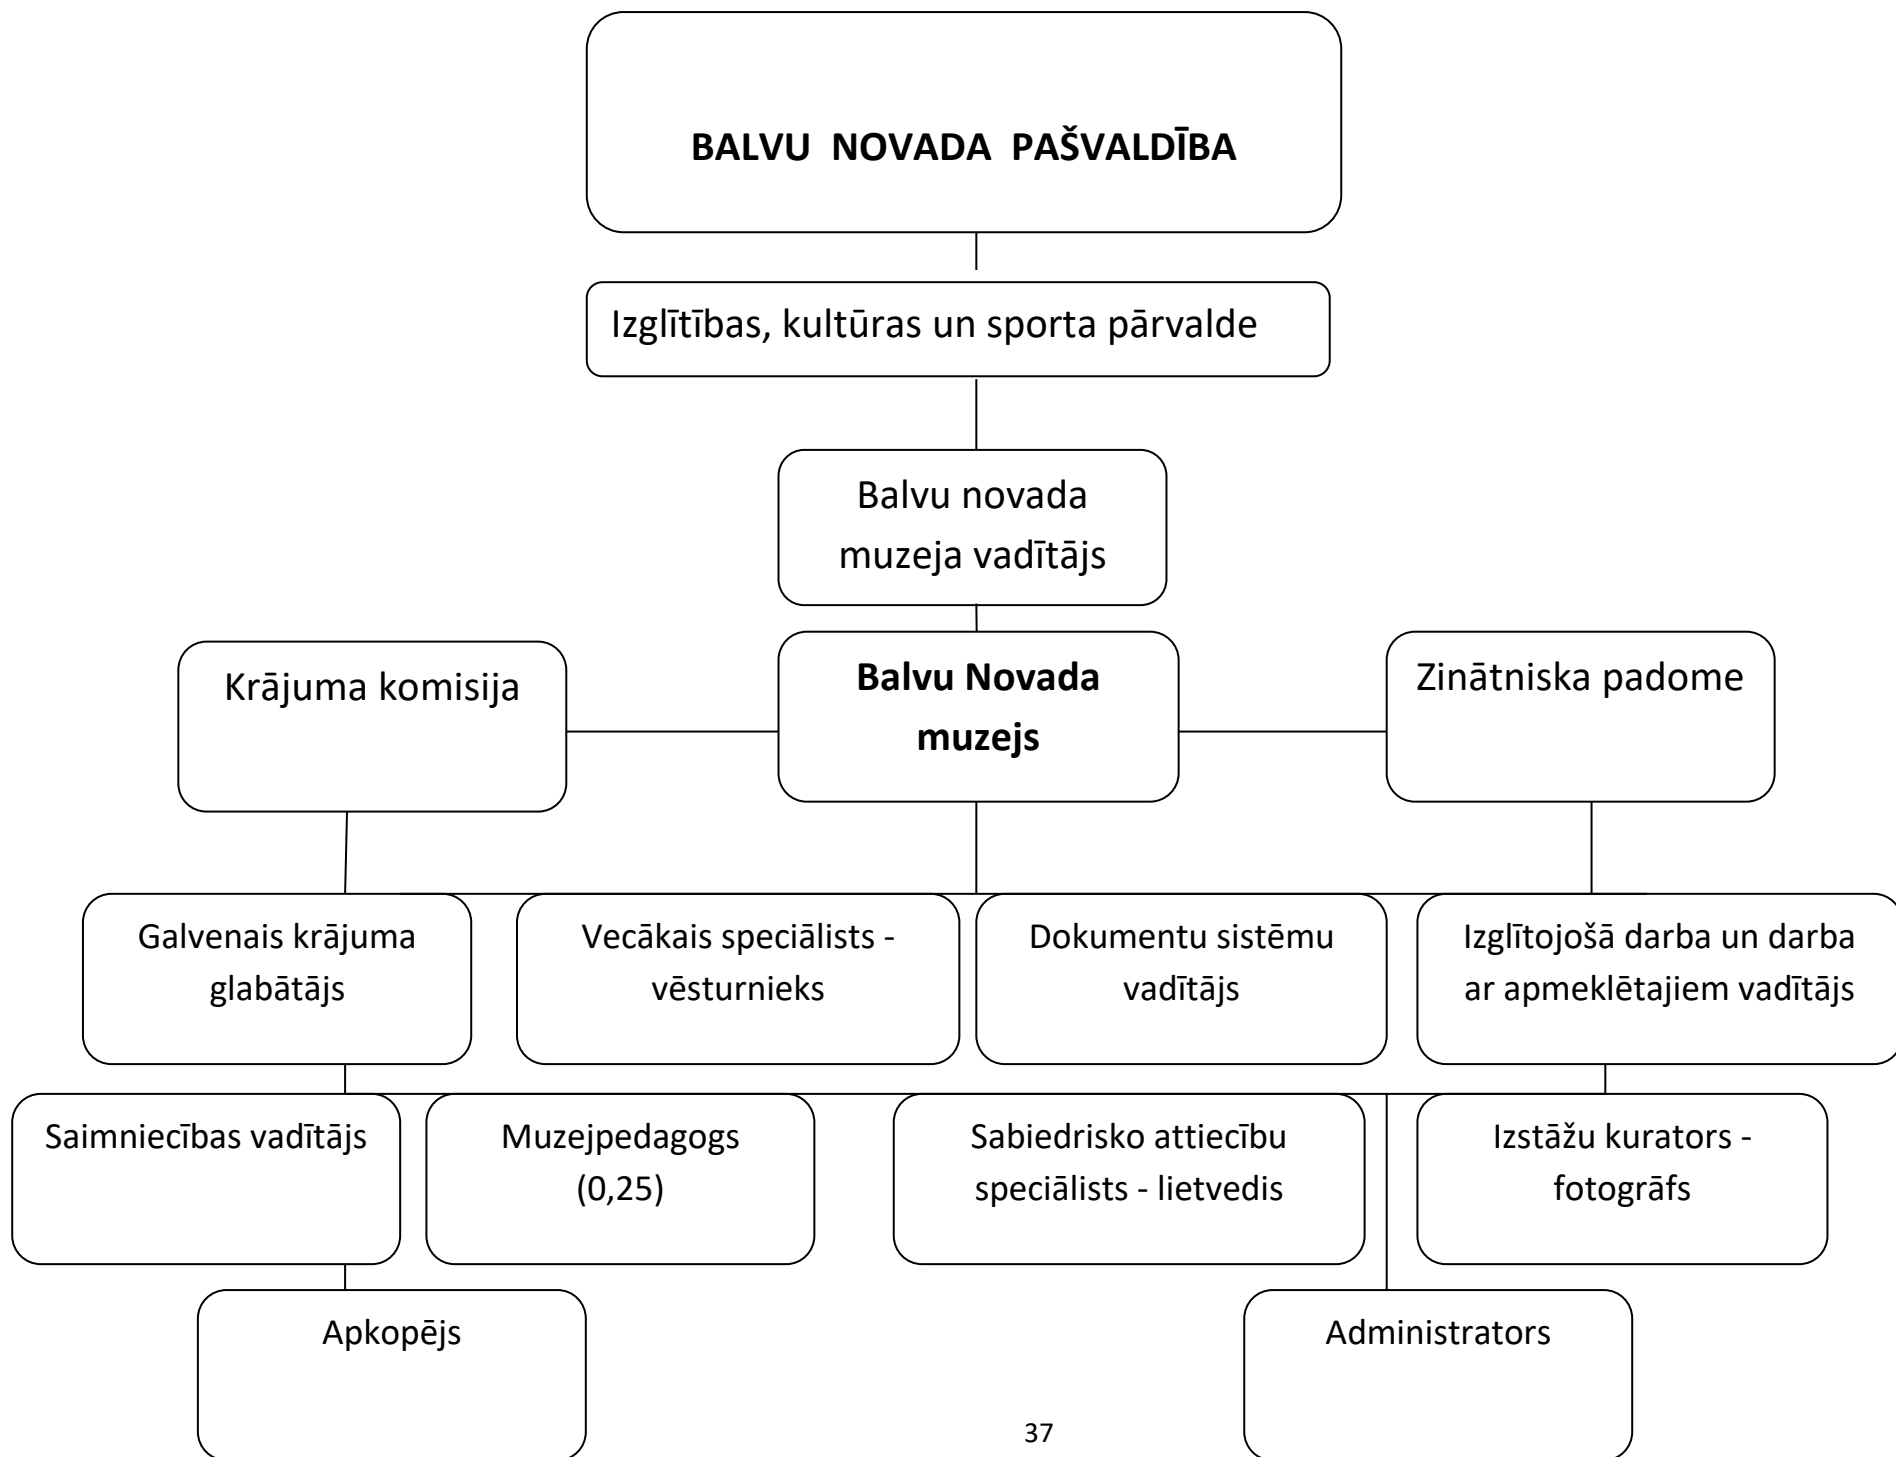 BALVU NOVADA PAŠVALDĪBA
Izglītības, kultūras un sporta pārvalde
Balvu novada
muzeja vadītājs
Krājuma komisija
Balvu Novada
muzejs
Zinātniska padome
Galvenais krājuma
glabātājs
Vecākais speciālists -
vēsturnieks
Dokumentu sistēmu
vadītājs
Izglītojošā darba un darba
ar apmeklētajiem vadītājs
Saimniecības vadītājs
Muzejpedagogs
(0,25)
Sabiedrisko attiecību
speciālists - lietvedis
Izstāžu kurators -
fotogrāfs
Apkopējs
Administrators
37